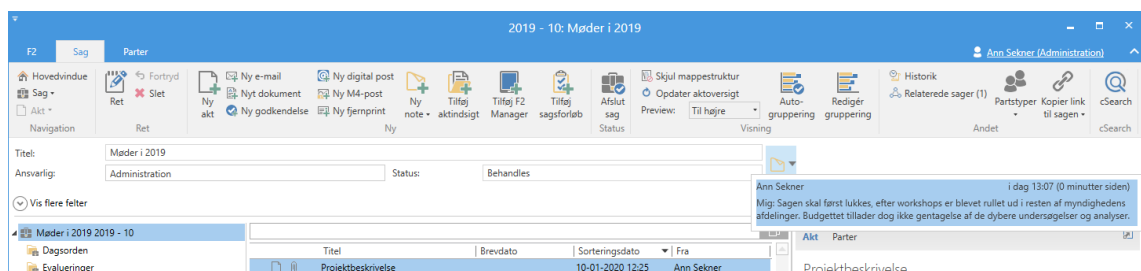 2019 - 10: Møder i 2019
F2 Sag Parter Ann Sekner (Administration)
Hovedvindue
Sag
Akt
Navigation
Ret
Fortryd
Slet
Ret
Ny akt
Ny e-mail
Nyt dokument
Ny godkendelse
Ny digital post
Ny M4-post
Ny fjernprint
Ny note
Tilføj aktindsigt
Tilføj F2 Manager
Tilføj sagsforløb
Ny
Afslut sag
Status
Skjul mappestruktur
Opdater aktoversigt
Preview: Til højre
Auto-gruppering
Redigér gruppering
Visning
Historik
Relaterede sager (1)
Partstyper
Kopier link til sagen
Andet
cSearch
cSearch
Titel: Møder i 2019
Ansvarlig: Administration Status: Behandles
Vis flere felter
Ann Sekner i dag 13:07 (0 minutter siden)
Mig: Sagen skal først lukkes, efter workshops er blevet rullet ud i resten af myndighedens
afdelinger. Budgettet tillader dog ikke gentagelse af de dybere undersøgelser og analyser.
Møder i 2019 2019 - 10
Dagsorden
Evalueringer
Titel Brevdato Sorteringsdato Fra
Projektbeskrivelse 10-01-2020 12:25 Ann Sekner
Akt Parter
Projektbeskrivelse